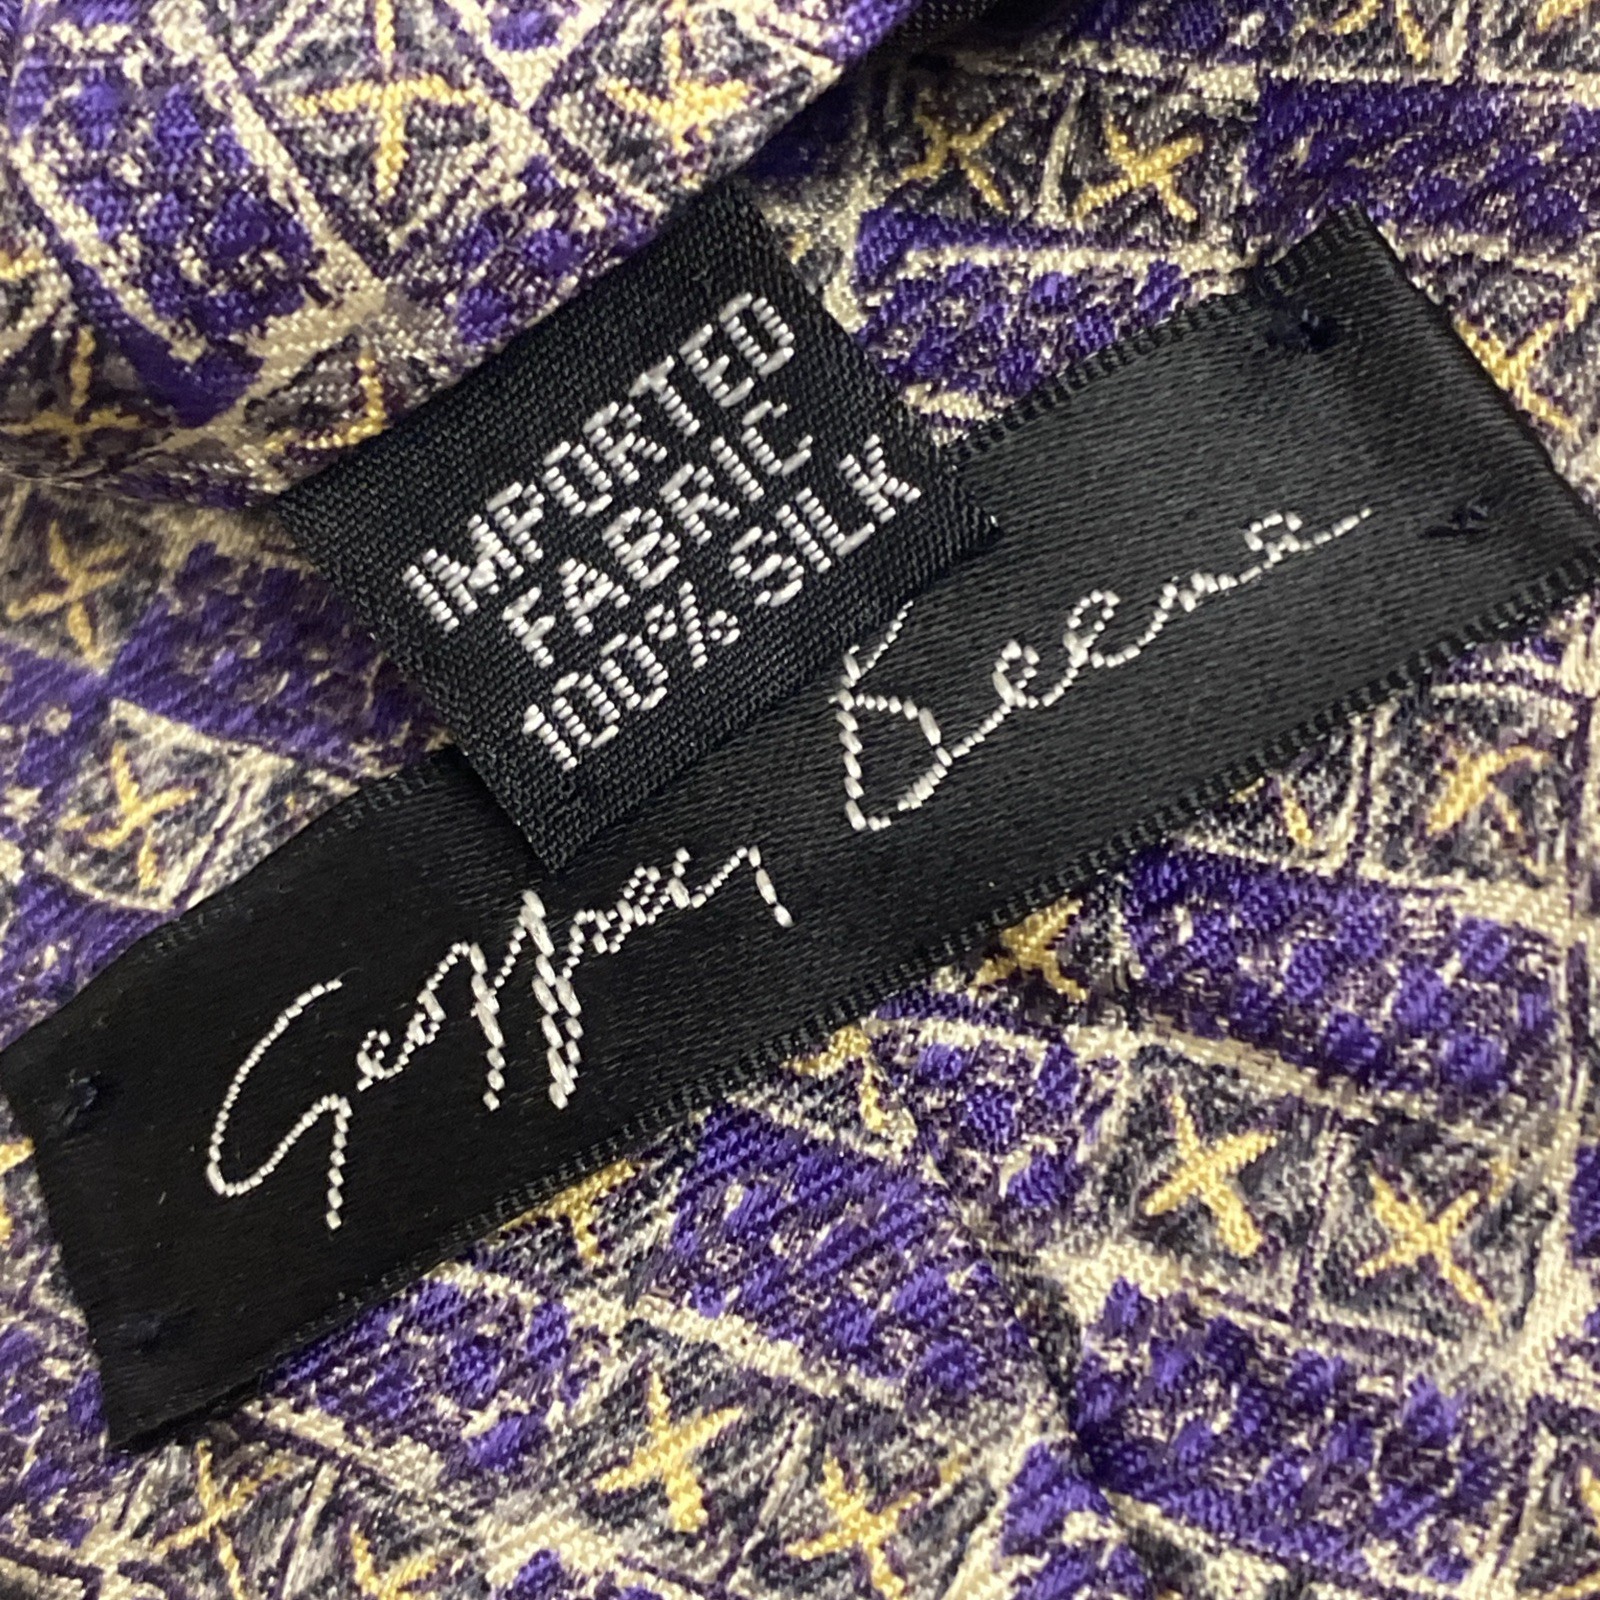 IMPORTED
FABRIC
100% SILK
Geoffrey Beene